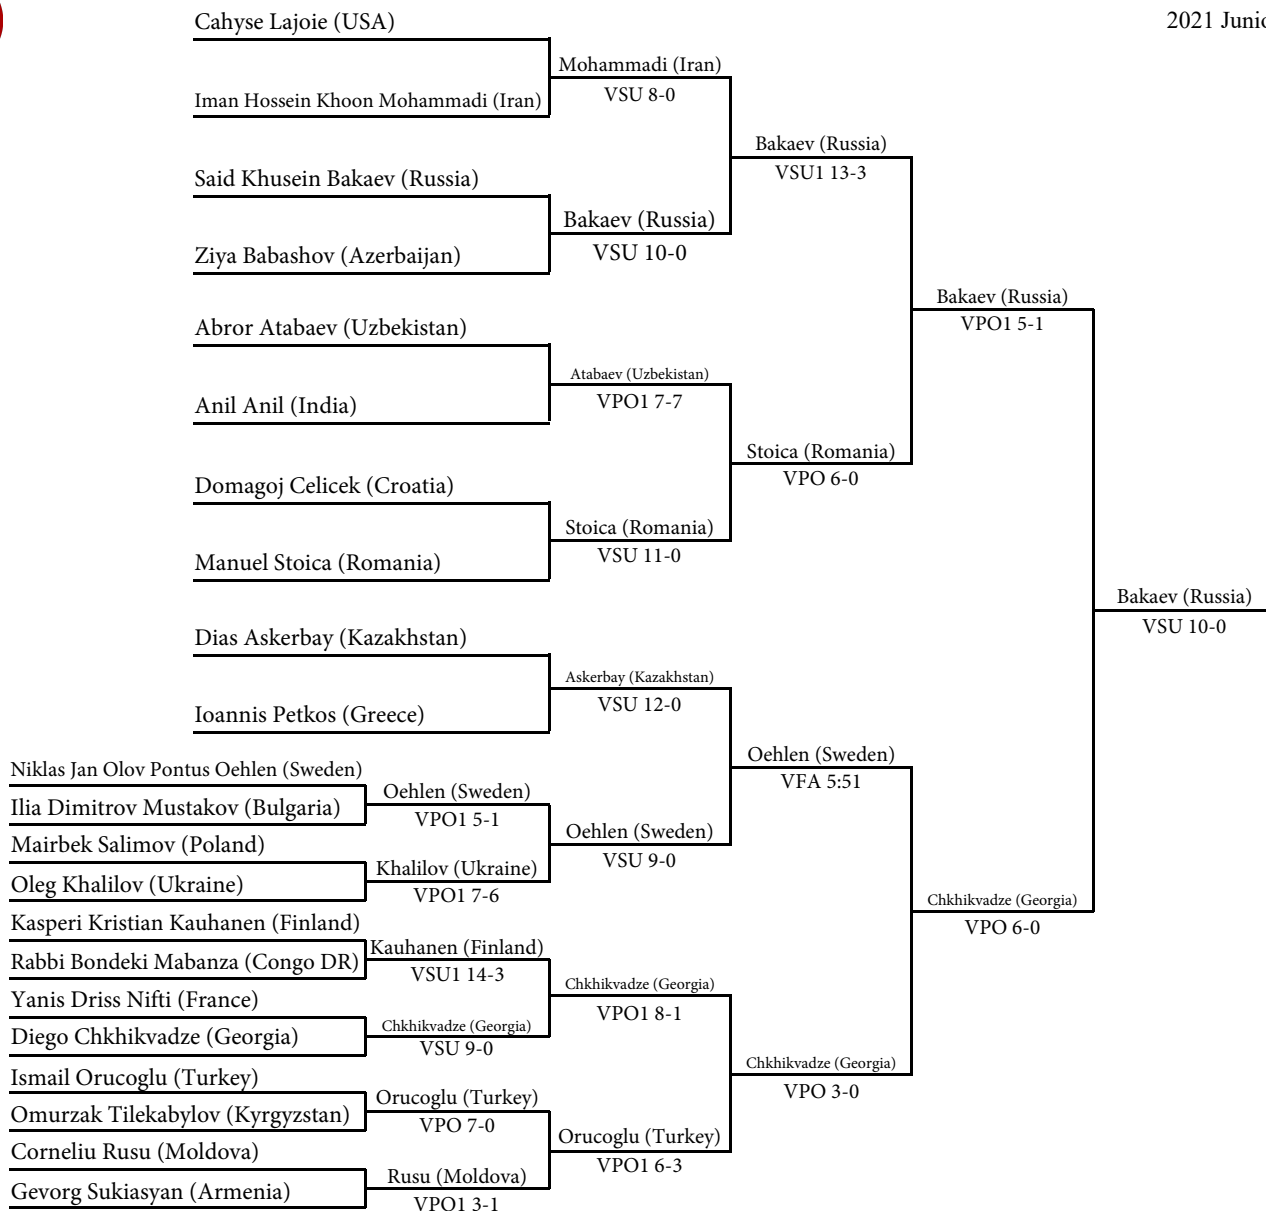 2021 Junio
Cahyse Lajoie (USA)
Mohammadi (Iran)
VSU 8-0
Iman Hossein Khoon Mohammadi (Iran)
Bakaev (Russia)
VSU1 13-3
Said Khusein Bakaev (Russia)
Bakaev (Russia)
VSU 10-0
Ziya Babashov (Azerbaijan)
Bakaev (Russia)
VPO1 5-1
Abror Atabaev (Uzbekistan)
Atabaev (Uzbekistan)
VPO1 7-7
Anil Anil (India)
Stoica (Romania)
VPO 6-0
Domagoj Celicek (Croatia)
Stoica (Romania)
VSU 11-0
Manuel Stoica (Romania)
Bakaev (Russia)
VSU 10-0
Dias Askerbay (Kazakhstan)
Askerbay (Kazakhstan)
VSU 12-0
Ioannis Petkos (Greece)
Oehlen (Sweden)
VFA 5:51
Niklas Jan Olov Pontus Oehlen (Sweden)
Oehlen (Sweden)
VPO1 5-1
Ilia Dimitrov Mustakov (Bulgaria)
Oehlen (Sweden)
VSU 9-0
Mairbek Salimov (Poland)
Khalilov (Ukraine)
VPO1 7-6
Oleg Khalilov (Ukraine)
Chkhikvadze (Georgia)
VPO 6-0
Kasperi Kristian Kauhanen (Finland)
Kauhanen (Finland)
VSU1 14-3
Rabbi Bondeki Mabanza (Congo DR)
Chkhikvadze (Georgia)
VPO1 8-1
Yanis Driss Nifti (France)
Chkhikvadze (Georgia)
VSU 9-0
Diego Chkhikvadze (Georgia)
Chkhikvadze (Georgia)
VPO 3-0
Ismail Orucoglu (Turkey)
Orucoglu (Turkey)
VPO 7-0
Omurzak Tilekabylov (Kyrgyzstan)
Orucoglu (Turkey)
VPO1 6-3
Corneliu Rusu (Moldova)
Rusu (Moldova)
VPO1 3-1
Gevorg Sukiasyan (Armenia)